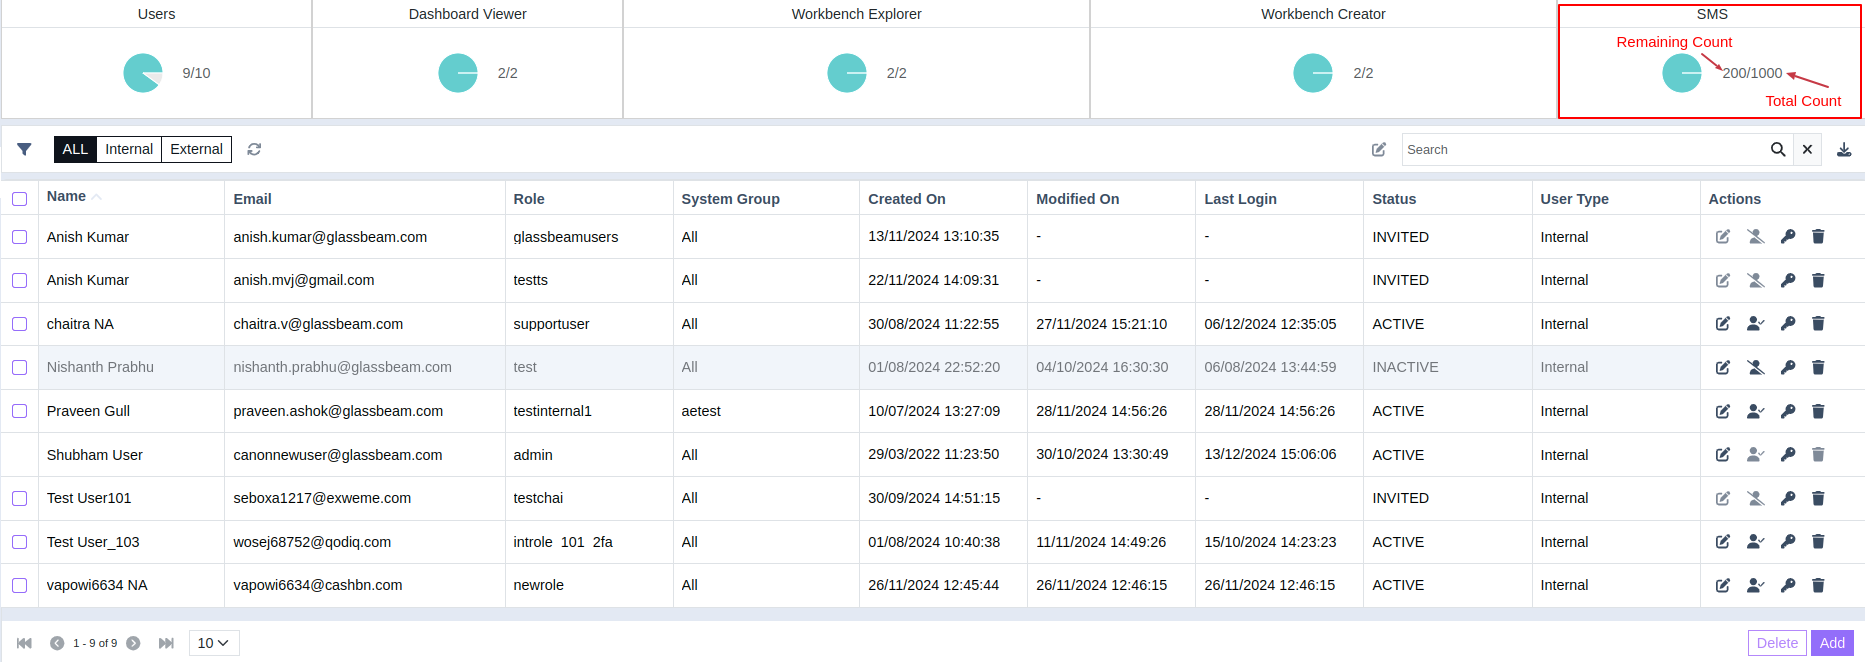 Users Dashboard Viewer Workbench Explorer Workbench Creator SMS
Remaining Count
9/10 2/2 2/2 2/2 200/1000
Total Count
ALL Internal External Search
Name Email Role System Group Created On Modified On Last Login Status User Type Actions
Anish Kumar anish.kumar@glassbeam.com glassbeamusers All 13/11/2024 13:10:35 - - INVITED Internal
Anish Kumar anish.mvj@gmail.com testts All 22/11/2024 14:09:31 - - INVITED Internal
chaitra NA chaitra.v@glassbeam.com supportuser All 30/08/2024 11:22:55 27/11/2024 15:21:10 06/12/2024 12:35:05 ACTIVE Internal
Nishanth Prabhu nishanth.prabhu@glassbeam.com test All 01/08/2024 22:52:20 04/10/2024 16:30:30 06/08/2024 13:44:59 INACTIVE Internal
Praveen Gull praveen.ashok@glassbeam.com testinternal1 aetest 10/07/2024 13:27:09 28/11/2024 14:56:26 28/11/2024 14:56:26 ACTIVE Internal
Shubham User canonnewuser@glassbeam.com admin All 29/03/2022 11:23:50 30/10/2024 13:30:49 13/12/2024 15:06:06 ACTIVE Internal
Test User101 seboxa1217@exweme.com testchai All 30/09/2024 14:51:15 - - INVITED Internal
Test User_103 wosej68752@qodiq.com introle_101_2fa All 01/08/2024 10:40:38 11/11/2024 14:49:26 15/10/2024 14:23:23 ACTIVE Internal
vapowi6634 NA vapowi6634@cashbn.com newrole All 26/11/2024 12:45:44 26/11/2024 12:46:15 26/11/2024 12:46:15 ACTIVE Internal
1 - 9 of 9 10 Delete Add